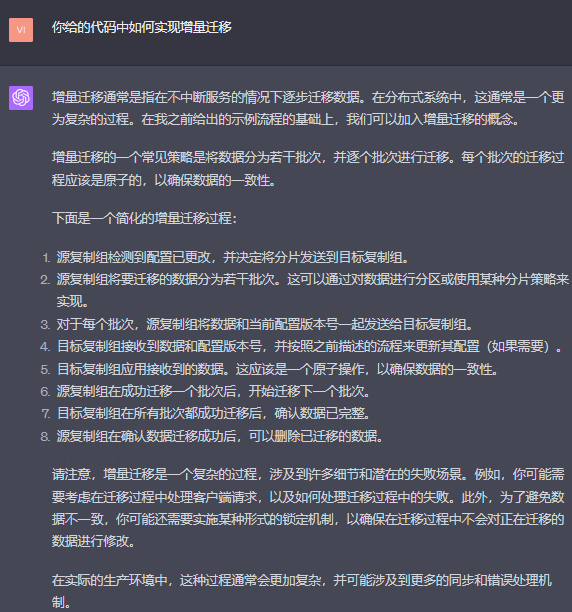 VI
你给的代码中如何实现增量迁移
增量迁移通常是指在不中断服务的情况下逐步迁移数据。在分布式系统中，这通常是一个更
为复杂的过程。在我之前给出的示例流程的基础上，我们可以加入增量迁移的概念。
增量迁移的一个常见策略是将数据分为若干批次，并逐个批次进行迁移。每个批次的迁移过
程应该是原子的，以确保数据的一致性。
下面是一个简化的增量迁移过程：
1. 源复制组检测到配置已更改，并决定将分片发送到目标复制组。
2. 源复制组将要迁移的数据分为若干批次。这可以通过对数据进行分区或使用某种分片策略来
实现。
3. 对于每个批次，源复制组将数据和当前配置版本号一起发送给目标复制组。
4. 目标复制组接收到数据和配置版本号，并按照之前描述的流程来更新其配置（如果需要）。
5. 目标复制组应用接收到的数据。这应该是一个原子操作，以确保数据的一致性。
6. 源复制组在成功迁移一个批次后，开始迁移下一个批次。
7. 目标复制组在所有批次都成功迁移后，确认数据已完整。
8. 源复制组在确认数据迁移成功后，可以删除已迁移的数据。
请注意，增量迁移是一个复杂的过程，涉及到许多细节和潜在的失败场景。例如，你可能需
要考虑在迁移过程中处理客户端请求，以及如何处理迁移过程中的失败。此外，为了避免数
据不一致，你可能还需要实施某种形式的锁定机制，以确保在迁移过程中不会对正在迁移的
数据进行修改。
在实际的生产环境中，这种过程通常会更加复杂，并可能涉及到更多的同步和错误处理机
制。